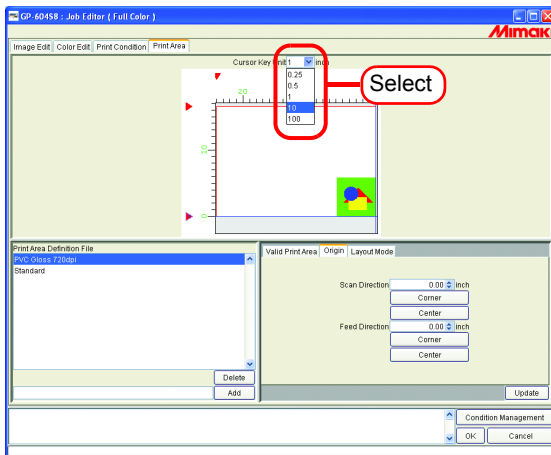 GP-604SB : Job Editor ( Full Color )
Mimaki
Image Edit Color Edit Print Condition Print Area
Cursor Key Unit 1 inch
0.25
0.5
1
10
100
Select
20
0
0
Print Area Definition File
PVC Gloss 720dpi
Standard
Delete
Add
Valid Print Area Origin Layout Mode
Scan Direction 0.00 inch
Corner
Center
Feed Direction 0.00 inch
Corner
Center
Update
Condition Management
OK Cancel